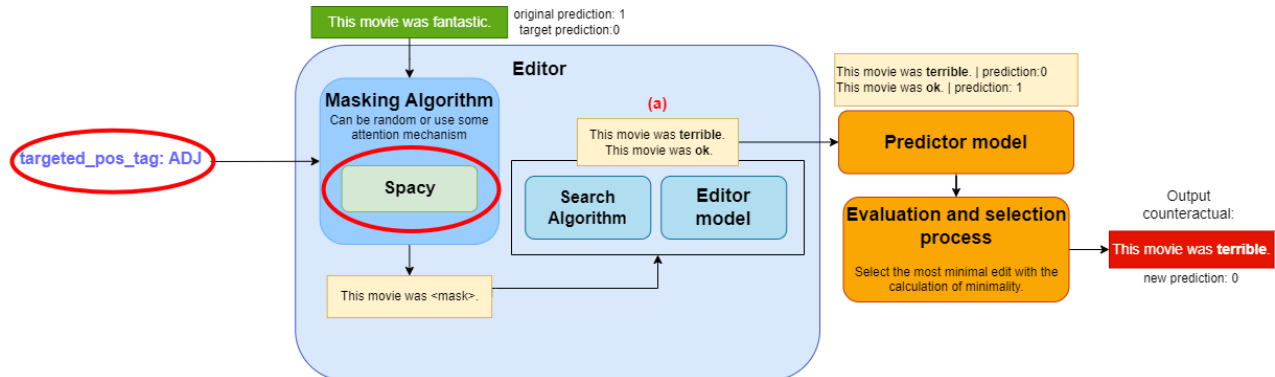 This movie was fantastic.
original prediction: 1
target prediction:0
Editor
Masking Algorithm
Can be random or use some
attention mechanism
targeted_pos_tag: ADJ
Spacy
This movie was <mask>.
(a)
This movie was terrible.
This movie was ok.
Search
Algorithm
Editor
model
This movie was terrible. | prediction:0
This movie was ok. | prediction: 1
Predictor model
Evaluation and selection
process
Select the most minimal edit with the
calculation of minimality.
Output
counteractual:
This movie was terrible.
new prediction: 0